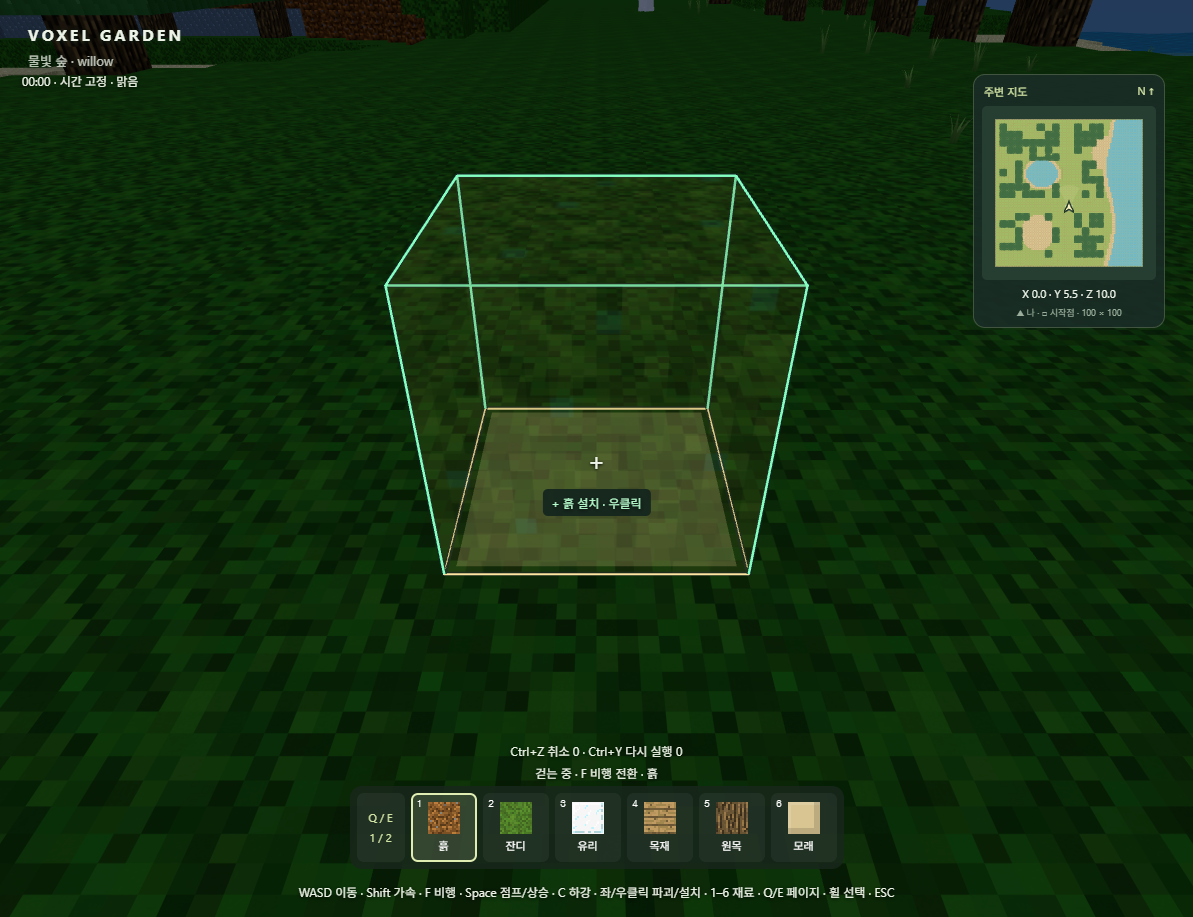 VOXEL GARDEN
물빛 숲 · willow
00:00 · 시간 고정 · 맑음
주변 지도 N ↑
X 0.0 · Y 5.5 · Z 10.0
▲ 나 · □ 시작점 · 100 × 100
+
+ 흙 설치 · 우클릭
Ctrl+Z 취소 0 · Ctrl+Y 다시 실행 0
걷는 중 · F 비행 전환 · 흙
Q / E
1 / 2
1 흙
2 잔디
3 유리
4 목재
5 원목
6 모래
WASD 이동 · Shift 가속 · F 비행 · Space 점프/상승 · C 하강 · 좌/우클릭 파괴/설치 · 1–6 재료 · Q/E 페이지 · 휠 선택 · ESC